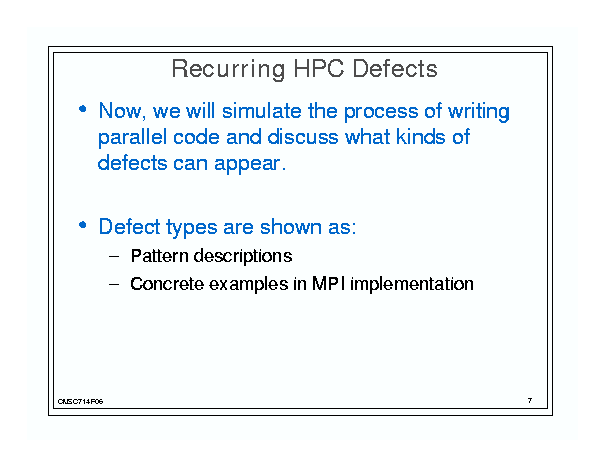 Recurring HPC Defects
• Now, we will simulate the process of writing
parallel code and discuss what kinds of
defects can appear.
• Defect types are shown as:
– Pattern descriptions
– Concrete examples in MPI implementation
CMSC714F06
7